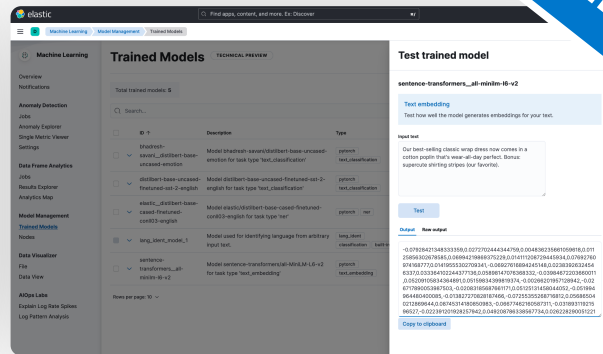 elastic
Find apps, content, and more. Ex: Discover
Machine Learning
Model Management
Trained Models
Machine Learning
Overview
Notifications
Anomaly Detection
Jobs
Anomaly Explorer
Single Metric Viewer
Settings
Data Frame Analytics
Jobs
Results Explorer
Analytics Map
Model Management
Trained Models
Nodes
Data Visualizer
File
Data View
AIOps Labs
Explain Log Rate Spikes
Log Pattern Analysis
Trained Models
TECHNICAL PREVIEW
Total trained models: 5
Search...
ID
Description
Type
bhadresh-
savani__distilbert-base-
uncased-emotion
Model bhadresh-savani/distilbert-base-uncased-
emotion for task type 'text_classification'
pytorch
text_classification
distilbert-base-uncased-
finetuned-sst-2-english
Model distilbert-base-uncased-finetuned-sst-2-
english for task type 'text_classification'
pytorch
text_classification
elastic__distilbert-base-
cased-finetuned-
conll03-english
Model elastic/distilbert-base-cased-finetuned-
conll03-english for task type 'ner'
pytorch
ner
lang_ident_model_1
Model used for identifying language from arbitrary
input text.
lang_ident
classification
sentence-
transformers__all-
minilm-l6-v2
Model sentence-transformers/all-MiniLM-L6-v2
for task type 'text_embedding'
pytorch
text_embedding
Rows per page: 10
Test trained model
sentence-transformers__all-minilm-l6-v2
Text embedding
Test how well the model generates embeddings for your text.
Input text
Our best-selling classic wrap dress now comes in a
cotton poplin that's wear-all-day perfect. Bonus:
supercute shirting stripes (our favorite).
Test
Output
Raw output
Copy to clipboard